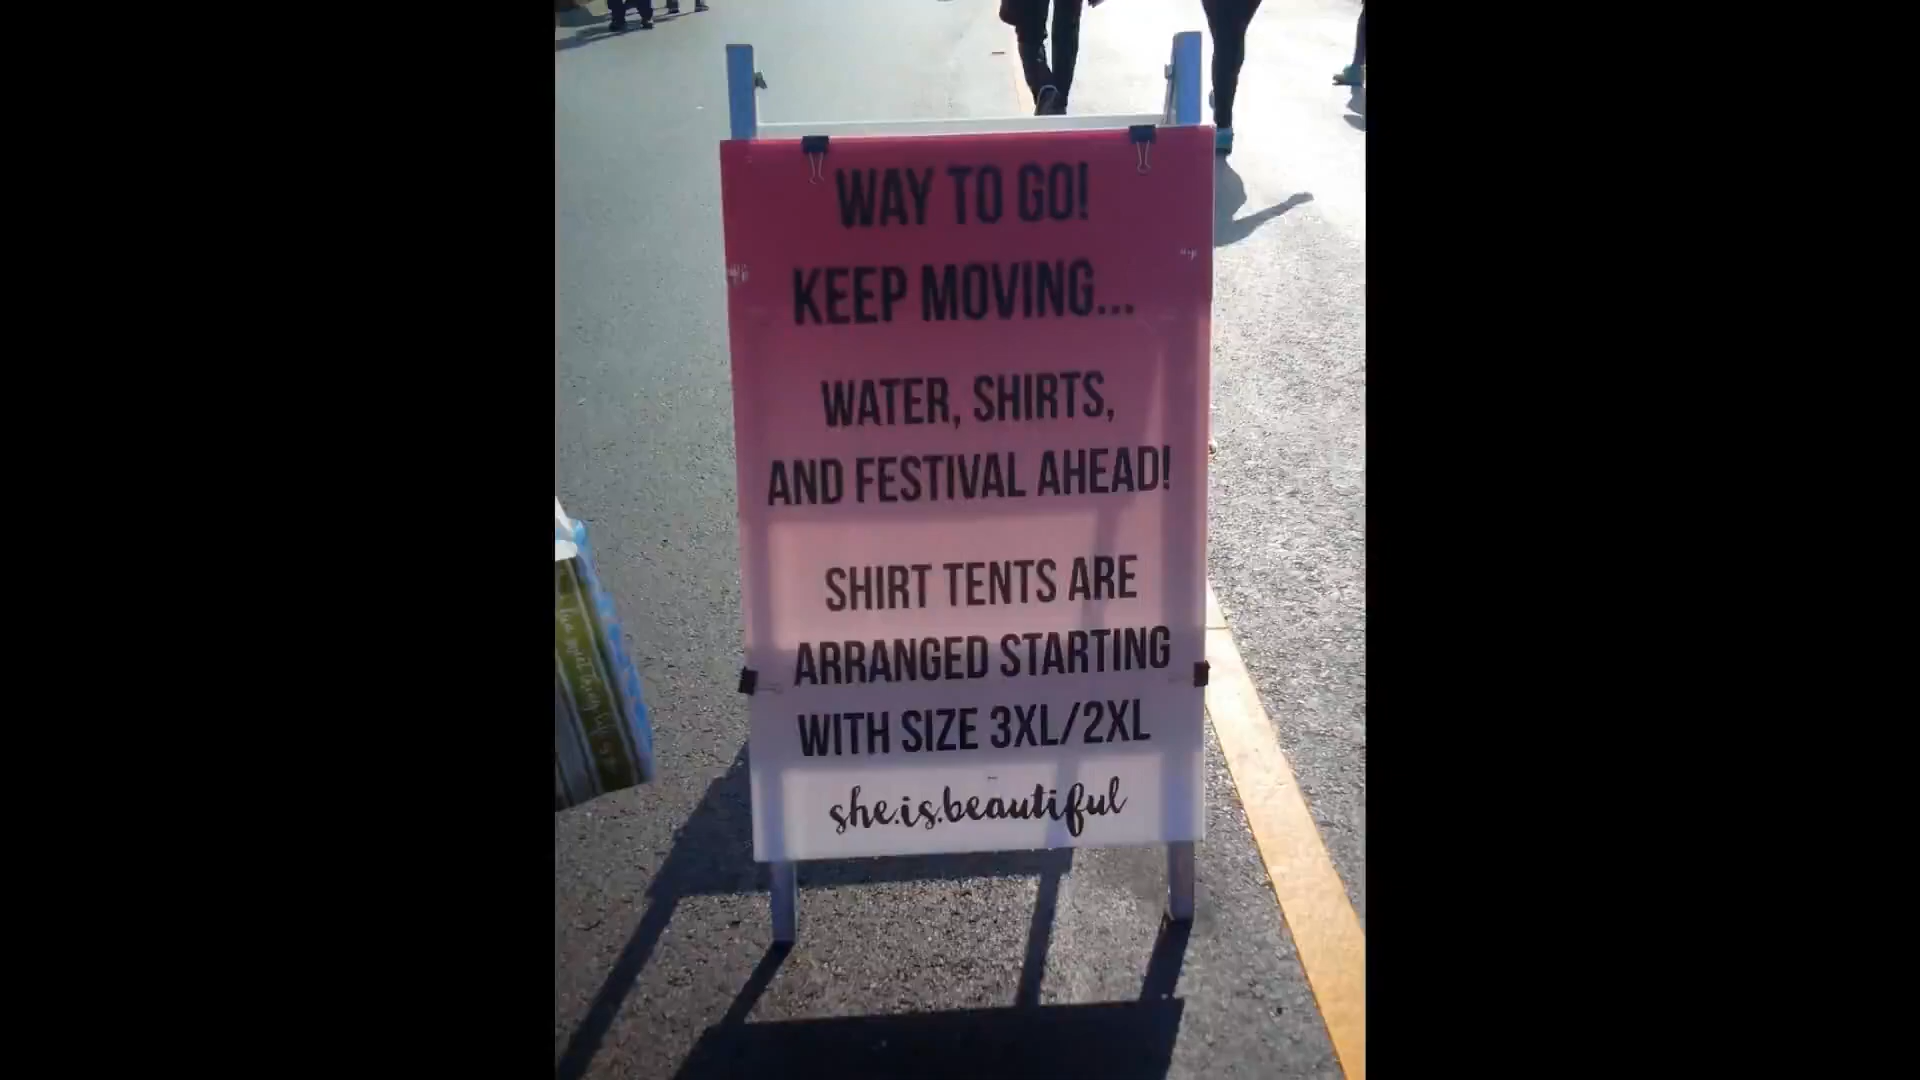 WAY TO GO!
KEEP MOVING...
WATER, SHIRTS,
AND FESTIVAL AHEAD!
SHIRT TENTS ARE
ARRANGED STARTING
WITH SIZE 3XL/2XL
she.is.beautiful